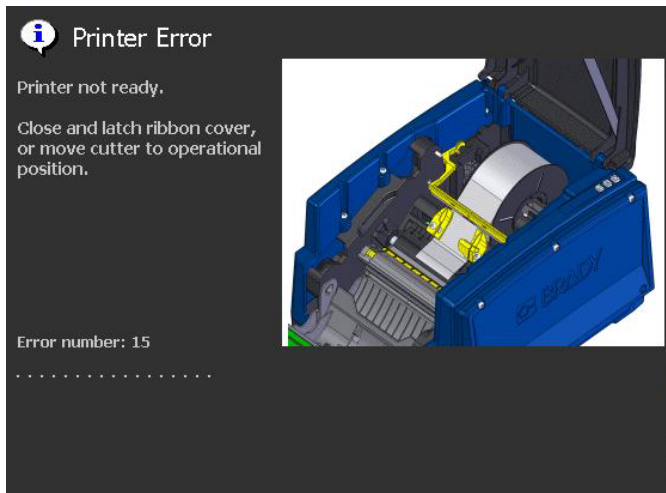 Printer Error
Printer not ready.
Close and latch ribbon cover,
or move cutter to operational
position.
BRADY
Error number: 15
. . . . . . . . . . . . . . . . .